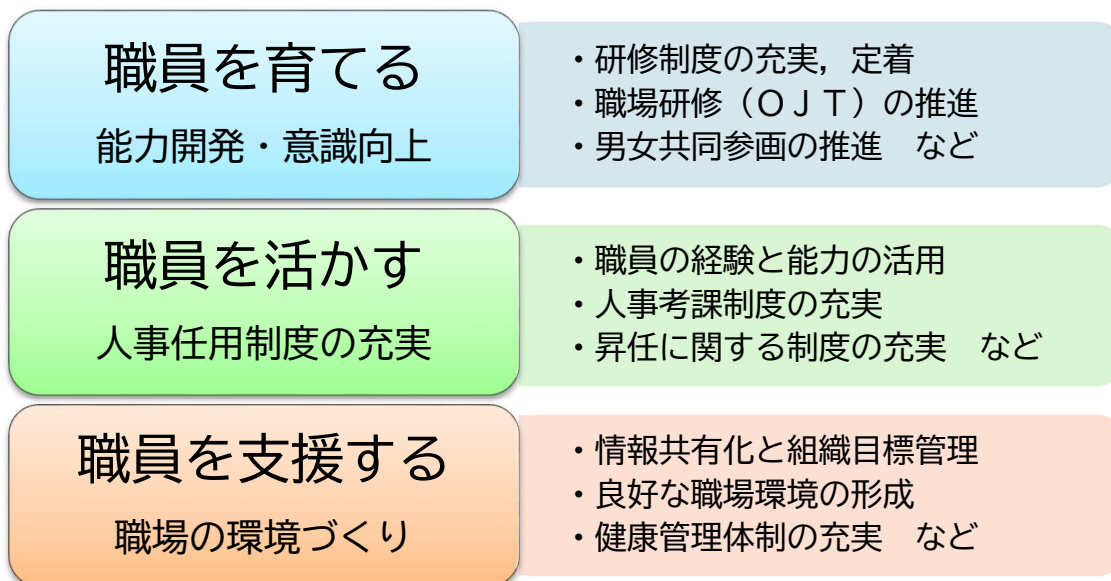 職員を育てる
能力開発・意識向上
・研修制度の充実，定着
・職場研修（ＯＪＴ）の推進
・男女共同参画の推進　など
職員を活かす
人事任用制度の充実
・職員の経験と能力の活用
・人事考課制度の充実
・昇任に関する制度の充実　など
職員を支援する
職場の環境づくり
・情報共有化と組織目標管理
・良好な職場環境の形成
・健康管理体制の充実　など